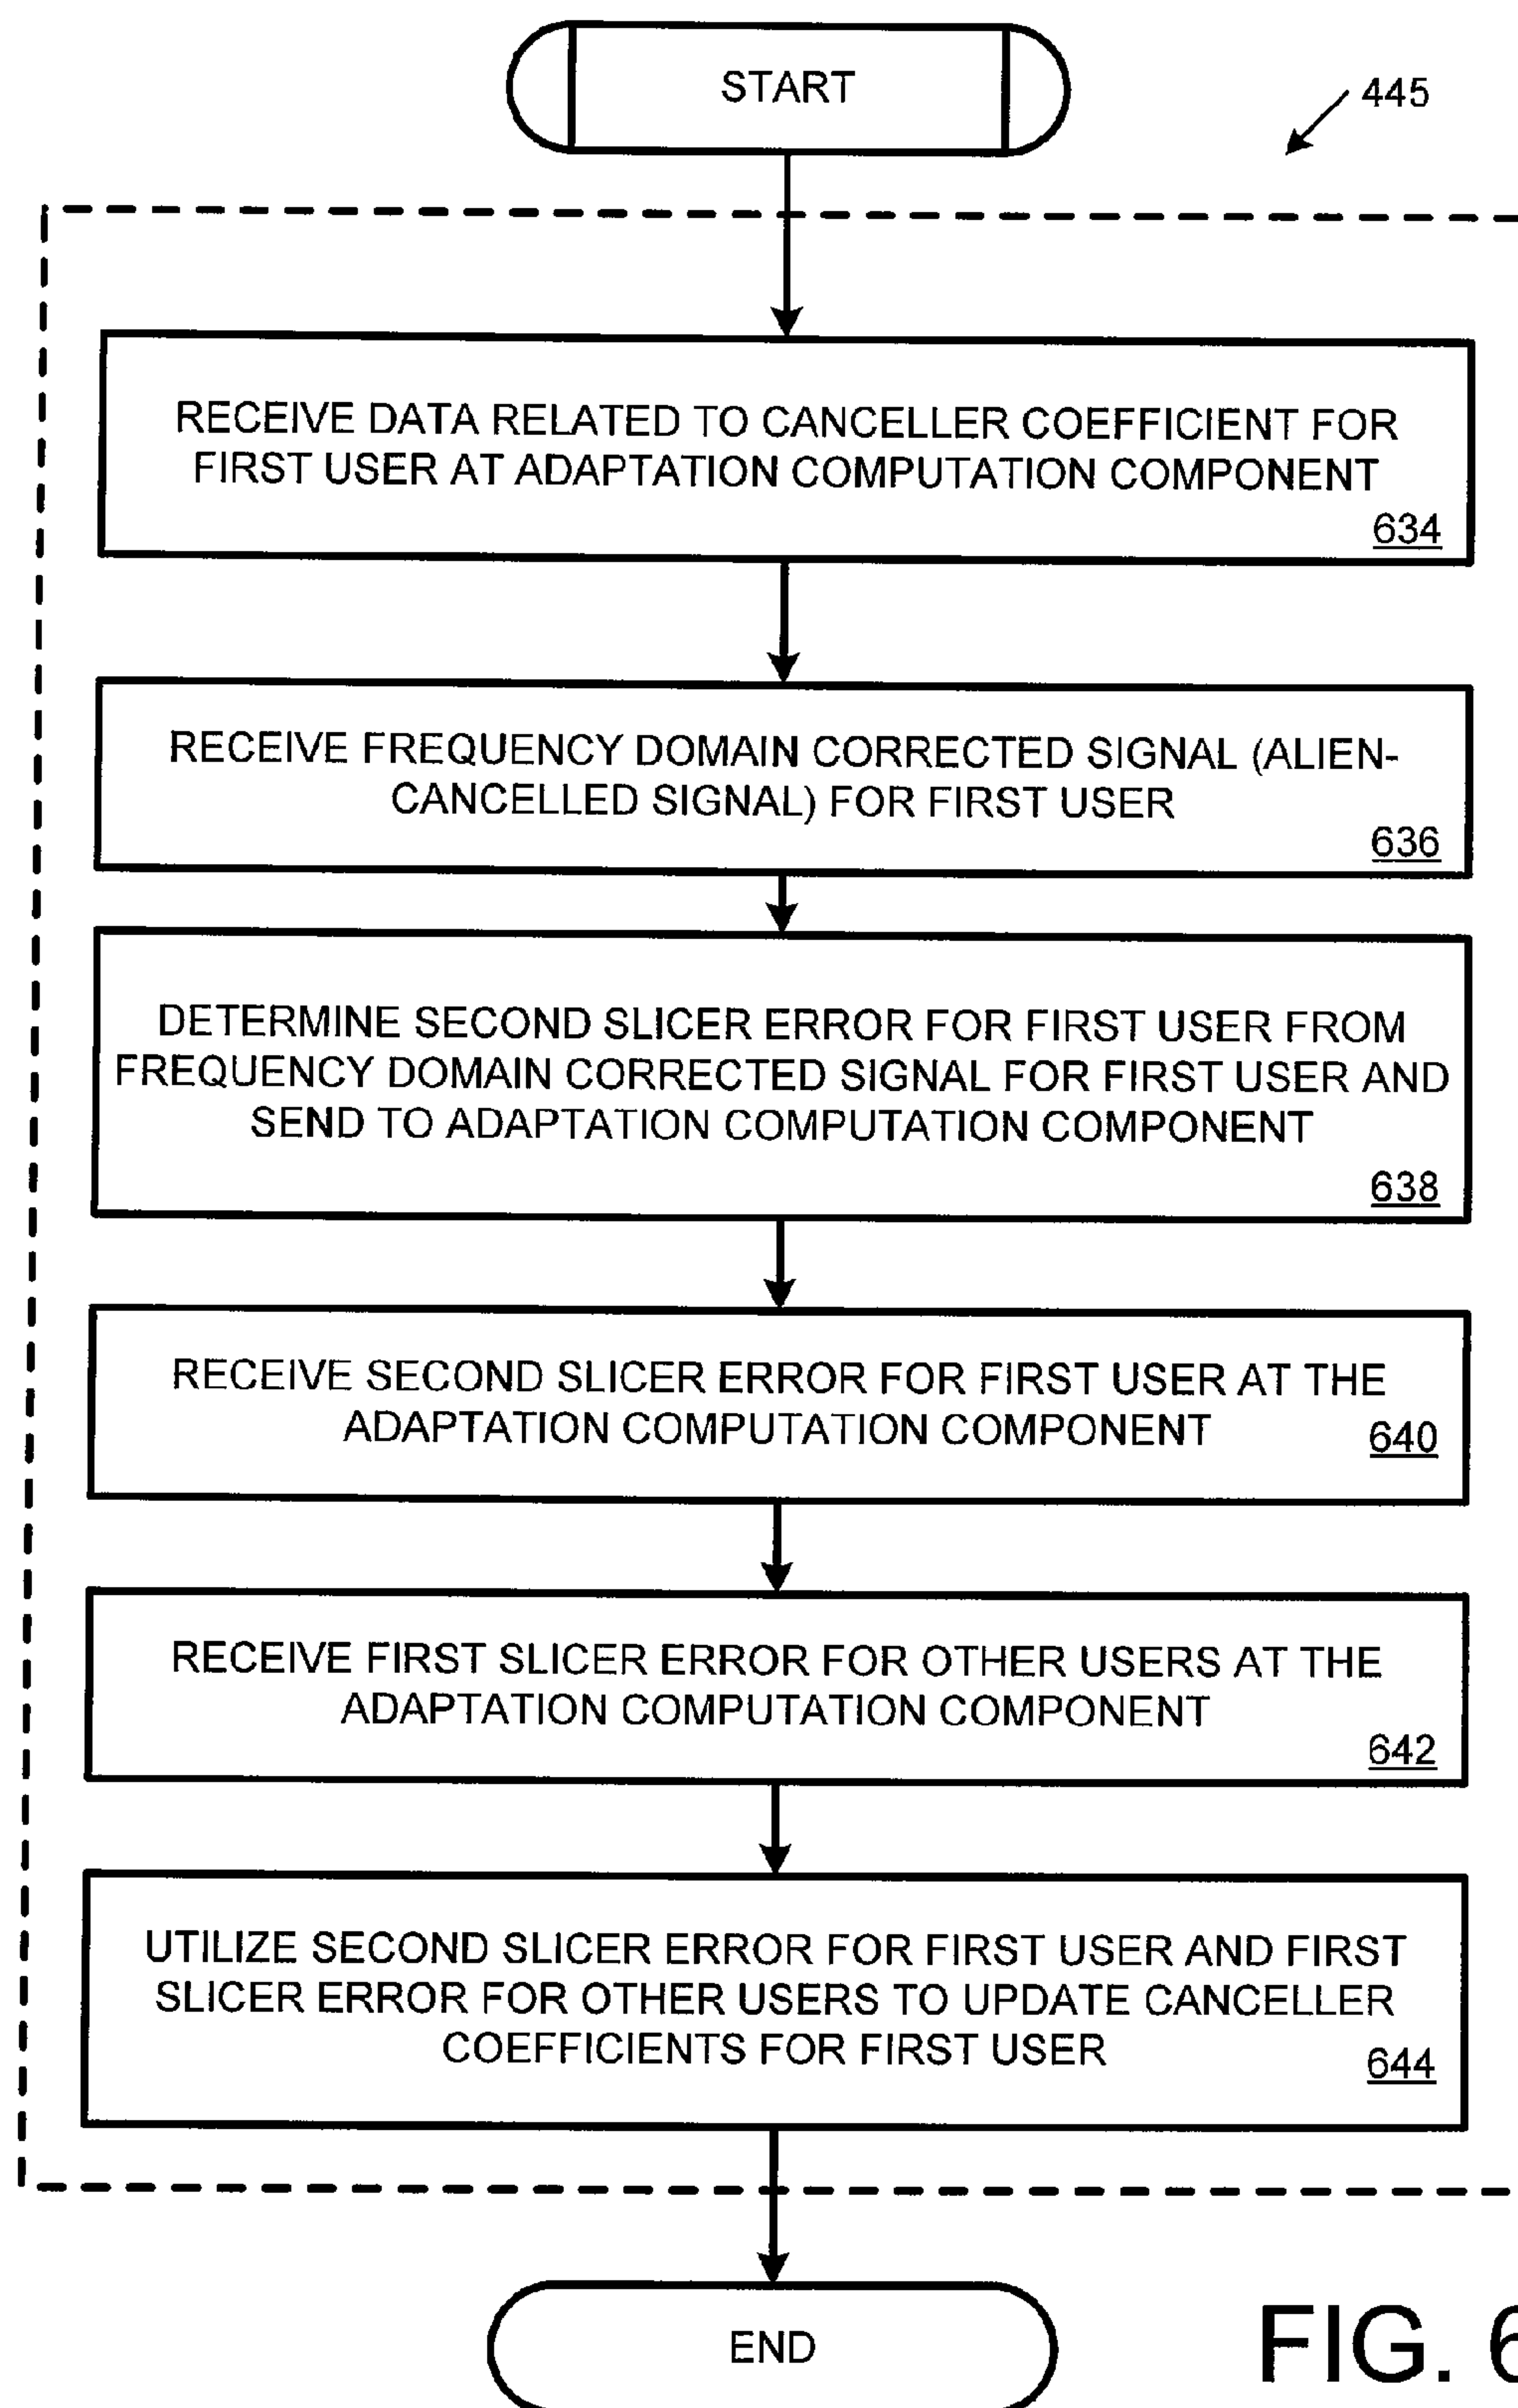 START
445
RECEIVE DATA RELATED TO CANCELLER COEFFICIENT FOR
FIRST USER AT ADAPTATION COMPUTATION COMPONENT
634
RECEIVE FREQUENCY DOMAIN CORRECTED SIGNAL (ALIEN-
CANCELLED SIGNAL) FOR FIRST USER
636
DETERMINE SECOND SLICER ERROR FOR FIRST USER FROM
FREQUENCY DOMAIN CORRECTED SIGNAL FOR FIRST USER AND
SEND TO ADAPTATION COMPUTATION COMPONENT
638
RECEIVE SECOND SLICER ERROR FOR FIRST USER AT THE
ADAPTATION COMPUTATION COMPONENT
640
RECEIVE FIRST SLICER ERROR FOR OTHER USERS AT THE
ADAPTATION COMPUTATION COMPONENT
642
UTILIZE SECOND SLICER ERROR FOR FIRST USER AND FIRST
SLICER ERROR FOR OTHER USERS TO UPDATE CANCELLER
COEFFICIENTS FOR FIRST USER
644
END
FIG. 6